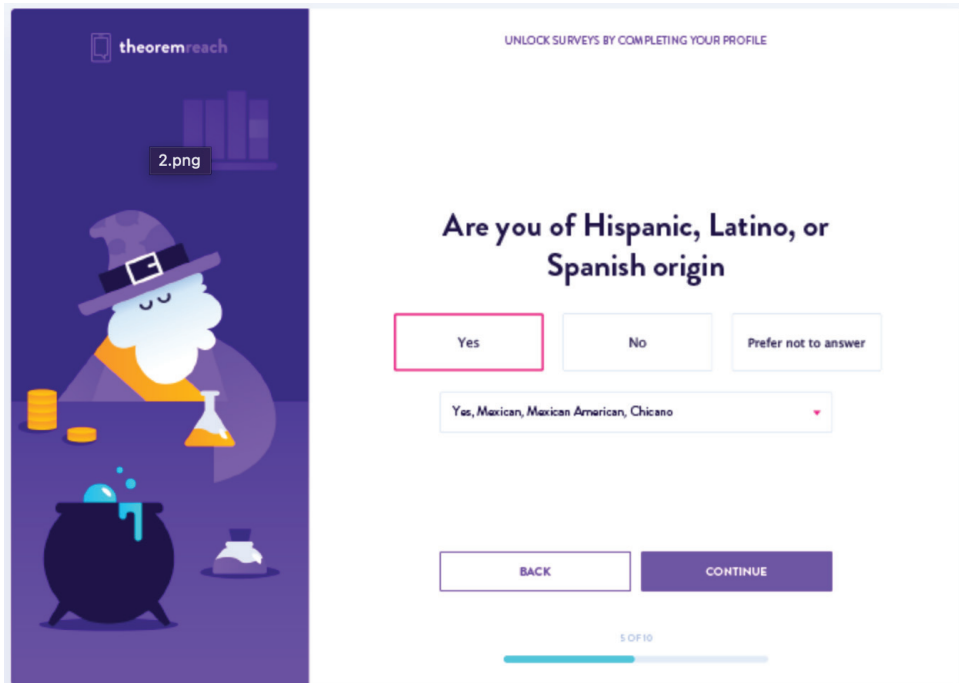 theoremreach
UNLOCK SURVEYS BY COMPLETING YOUR PROFILE
2.png
Are you of Hispanic, Latino, or
Spanish origin
Yes
No
Prefer not to answer
Yes, Mexican, Mexican American, Chicano
BACK
CONTINUE
5 OF 10